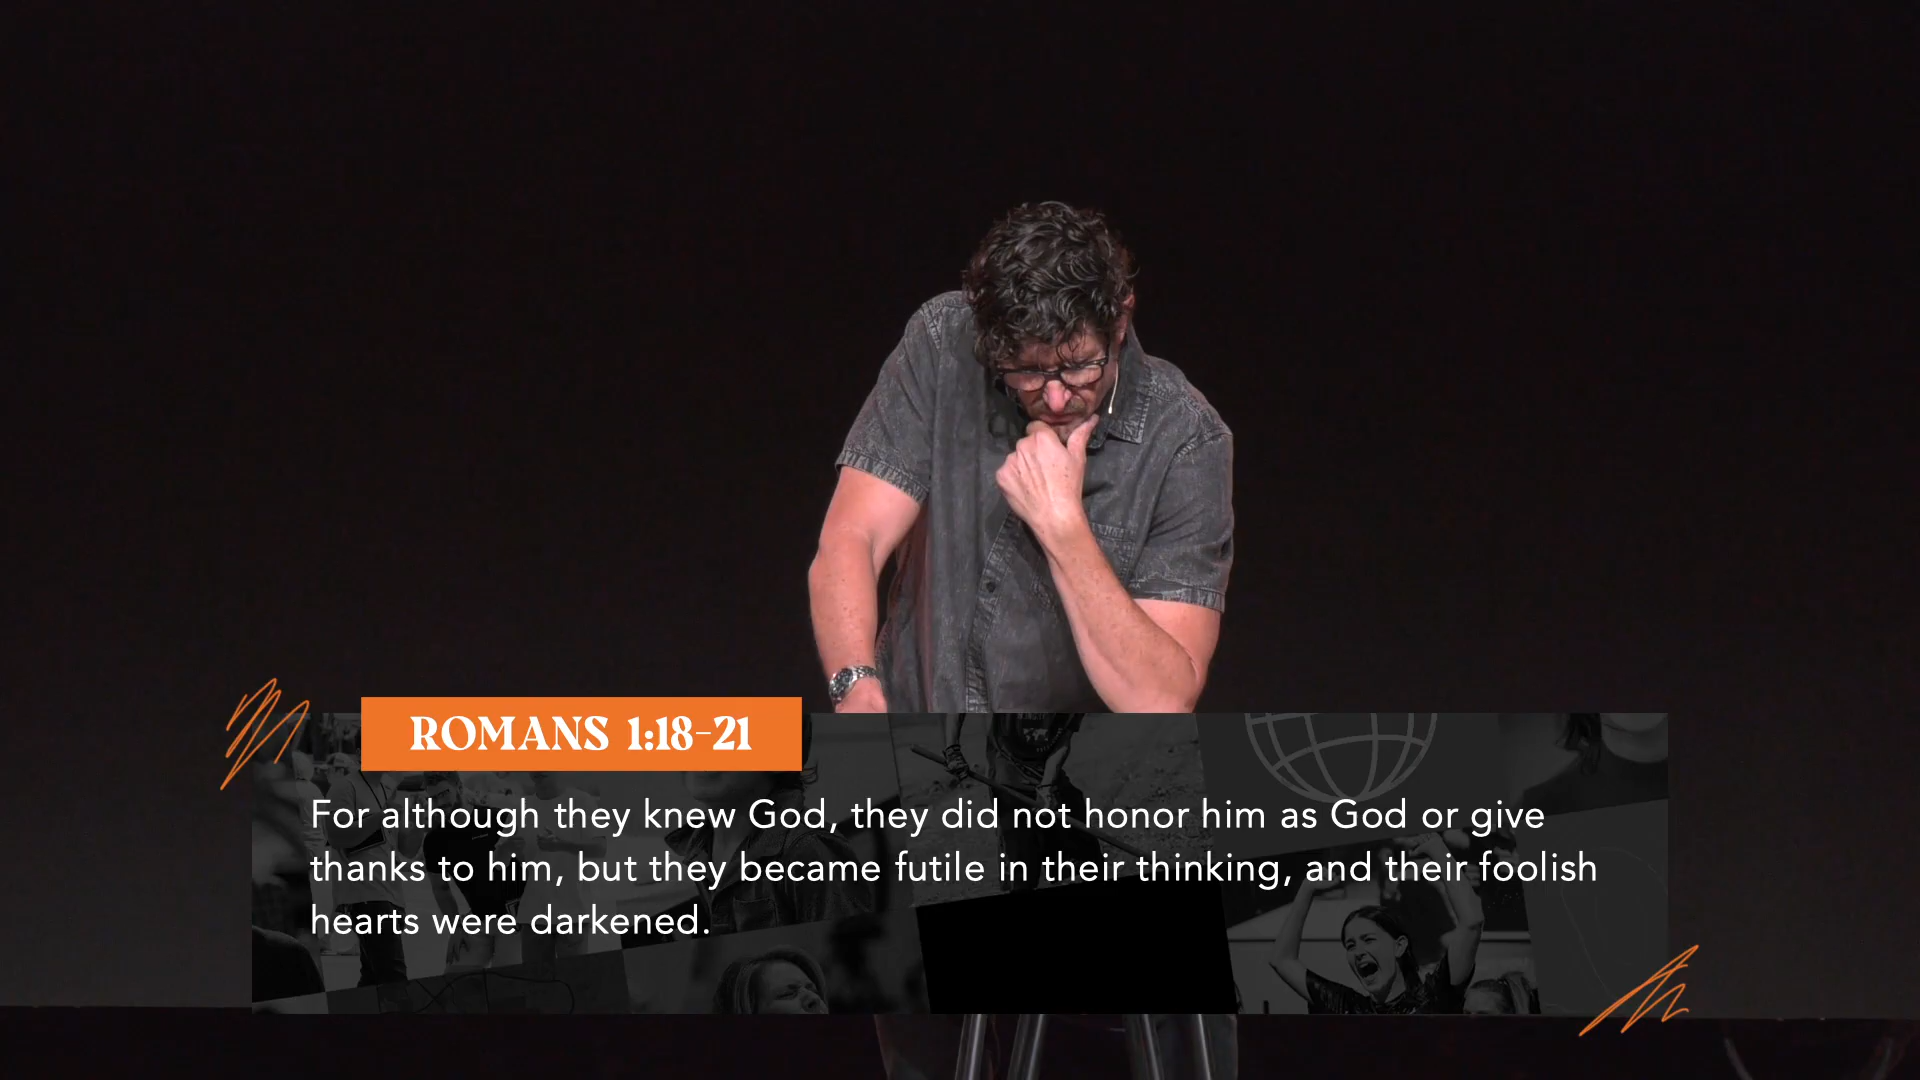 ROMANS 1:18-21
For although they knew God, they did not honor him as God or give
thanks to him, but they became futile in their thinking, and their foolish
hearts were darkened.